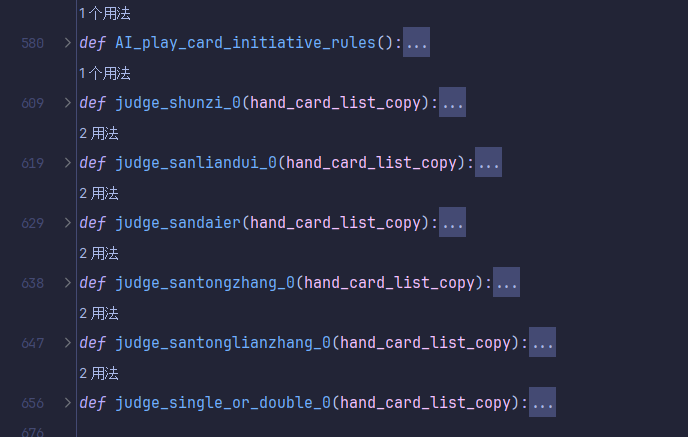 1 个用法
580 def AI_play_card_initiative_rules():...
1 个用法
609 def judge_shunzi_0(hand_card_list_copy):...
2 用法
619 def judge_sanliandui_0(hand_card_list_copy):...
2 用法
629 def judge_sandaier(hand_card_list_copy):...
2 用法
638 def judge_santongzhang_0(hand_card_list_copy):...
2 用法
647 def judge_santonglianzhang_0(hand_card_list_copy):...
2 用法
656 def judge_single_or_double_0(hand_card_list_copy):...
676